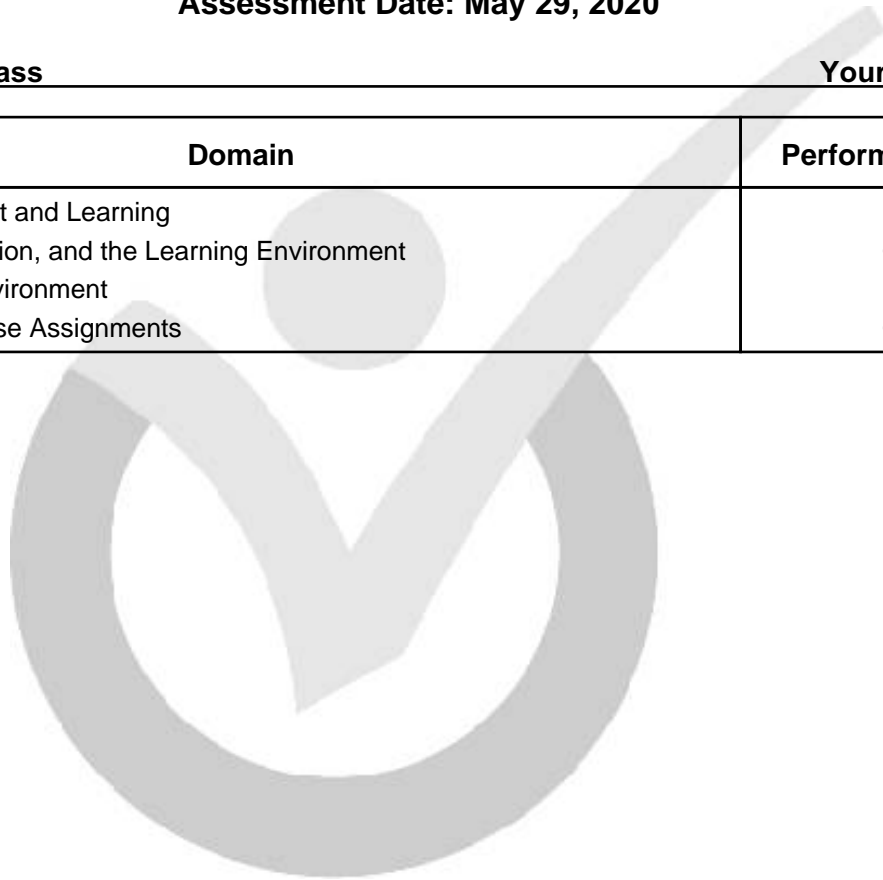 Assessment Date: May 29, 2020
ass Your
Domain Perform
t and Learning
ion, and the Learning Environment
vironment
se Assignments